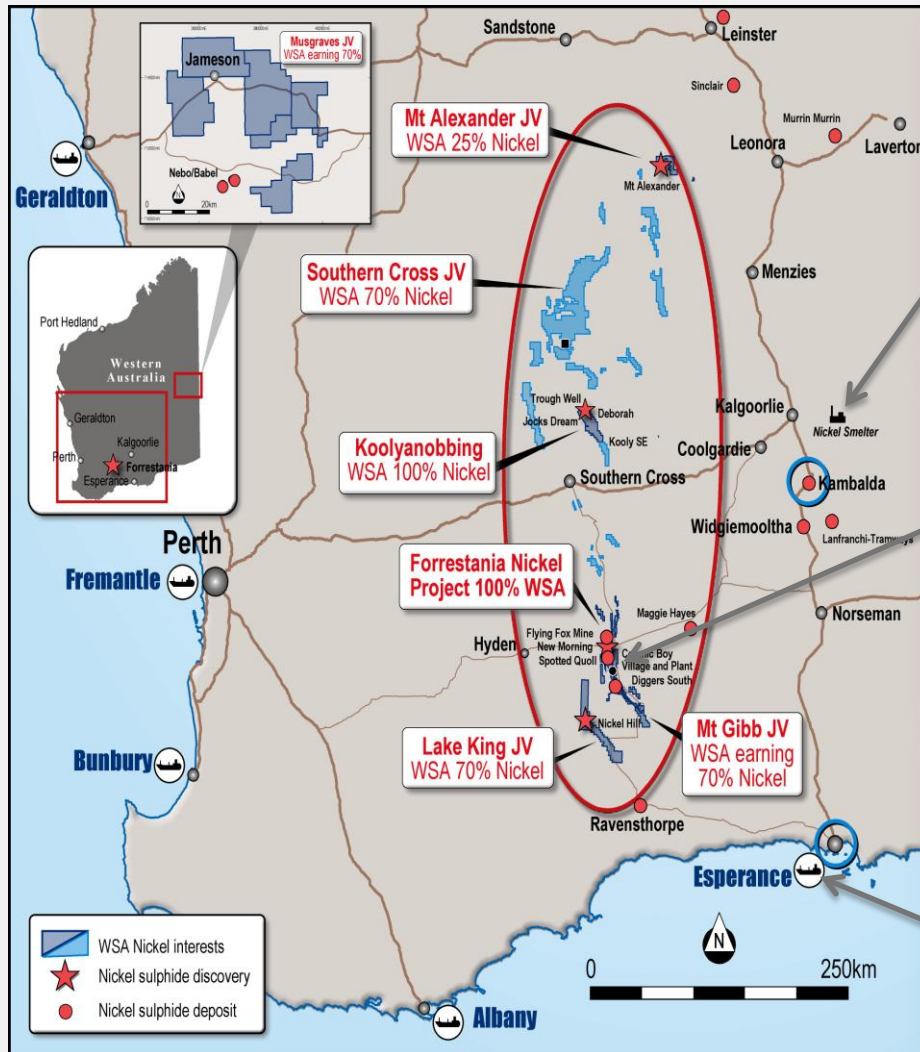 Musgraves JV
WSA earning 70%
Jameson
Nebo/Babel
N
0 20km
Sandstone
Leinster
Sinclair
Murrin Murrin
Laverton
Leonora
Mt Alexander JV
WSA 25% Nickel
Mt Alexander
Geraldton
Southern Cross JV
WSA 70% Nickel
Menzies
Port Hedland
Western
Australia
Geraldton
Kalgoorlie
Perth
Forrestania
Esperance
Trough Well
Deborah
Jocks Dream
Kooly SE
Koolyanobbing
WSA 100% Nickel
Kalgoorlie
Nickel Smelter
Coolgardie
Southern Cross
Kambalda
Widgiemooltha
Lanfranchi-Tramways
Perth
Fremantle
Forrestania Nickel
Project 100% WSA
Maggie Hayes
Norseman
Hyden
Flying Fox Mine
New Morning
Spotted Quoll
Boy
Village and Plant
Diggers South
Nickel Hill
Lake King JV
WSA 70% Nickel
Mt Gibb JV
WSA earning
70% Nickel
Bunbury
Ravensthorpe
Esperance
WSA Nickel interests
Nickel sulphide discovery
Nickel sulphide deposit
N
0 250km
Albany